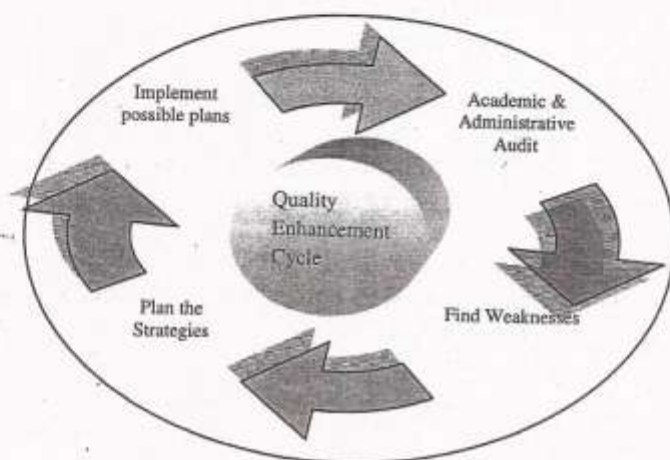 Implement
possible plans
Academic &
Administrative
Audit
Quality
Enhancement
Cycle
Plan the
Strategies
Find Weaknesses